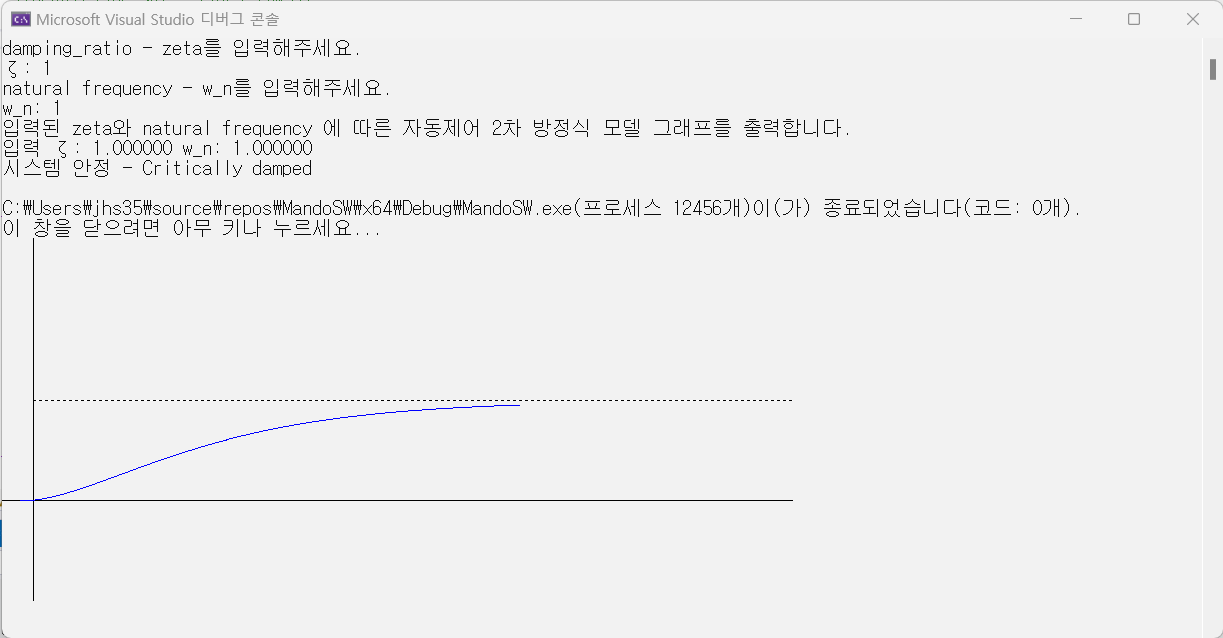 Microsoft Visual Studio 디버그 콘솔
damping_ratio - zeta를 입력해주세요.
ζ: 1
natural frequency - w_n를 입력해주세요.
w_n: 1
입력된 zeta와 natural frequency 에 따른 자동제어 2차 방정식 모델 그래프를 출력합니다.
입력 ζ: 1.000000 w_n: 1.000000
시스템 안정 - Critically damped
C:₩Users₩jhs35₩source₩repos₩MandoSW₩x64₩Debug₩MandoSW.exe(프로세스 12456개)이(가) 종료되었습니다(코드: 0개).
이 창을 닫으려면 아무 키나 누르세요...